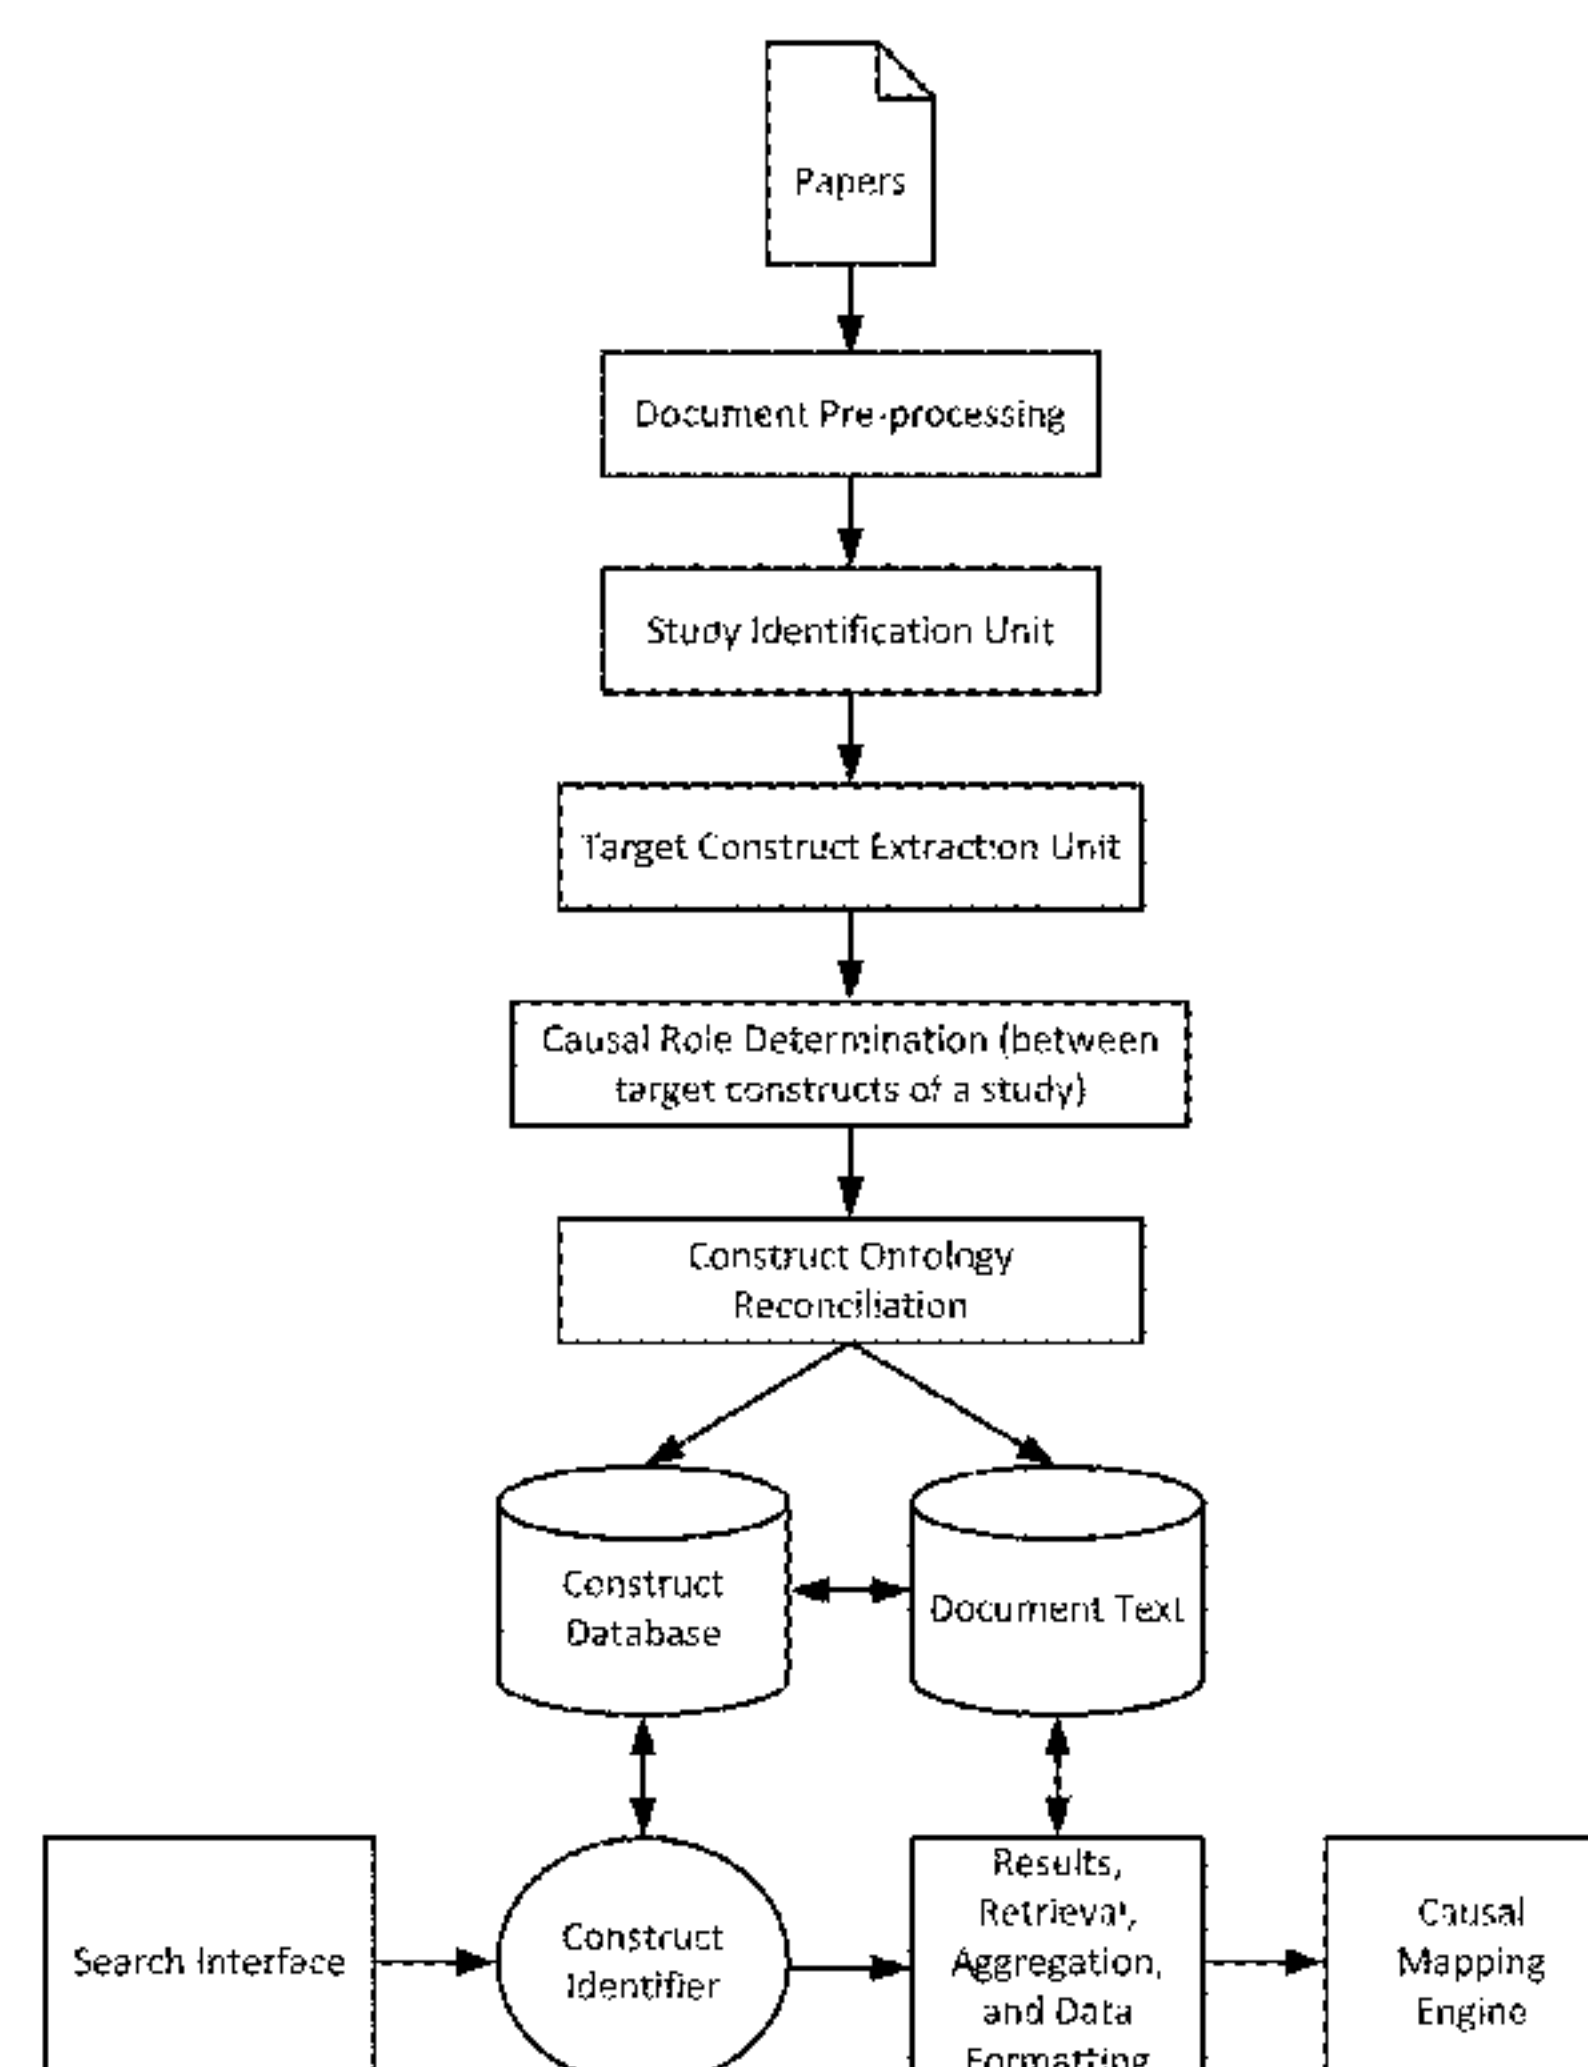 Papers
Document Pre-processing
Study Identification Unit
Target Construct Extraction Unit
Causal Role Determination (between
target constructs of a study)
Construct Ontology
Reconciliation
Construct
Database
Document Text
Search Interface
Construct
Identifier
Results,
Retrieval,
Aggregation,
and Data
Formatting
Causal
Mapping
Engine